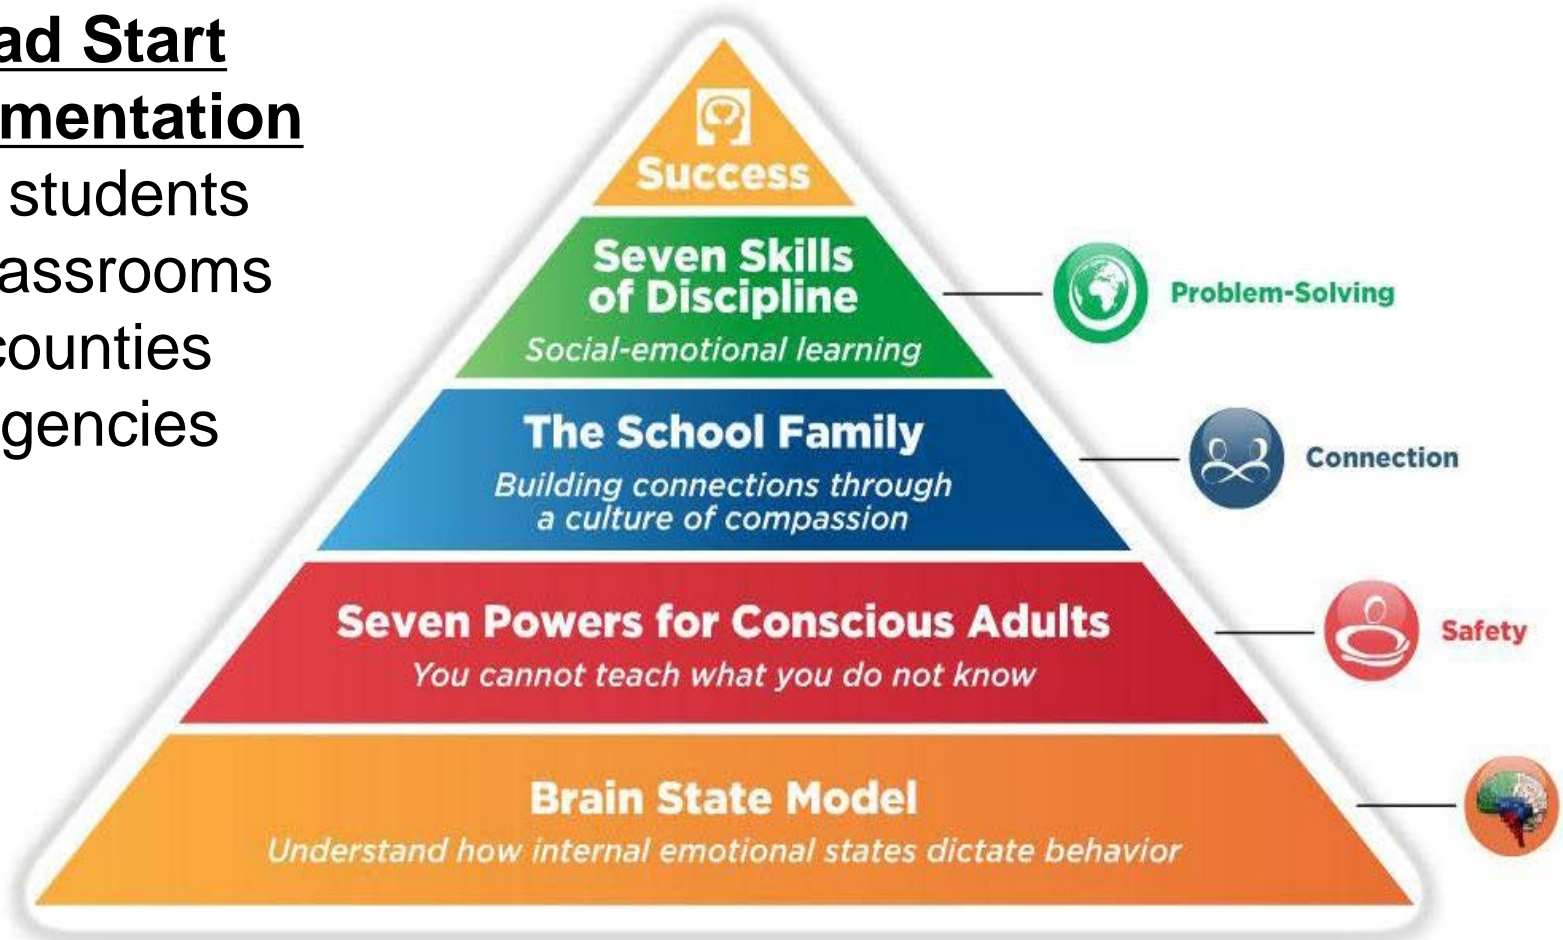 ad Start
mentation
students
assrooms
counties
gencies
Success
Seven Skills
of Discipline
Social-emotional learning
Problem-Solving
The School Family
Building connections through
a culture of compassion
Connection
Seven Powers for Conscious Adults
You cannot teach what you do not know
Safety
Brain State Model
Understand how internal emotional states dictate behavior